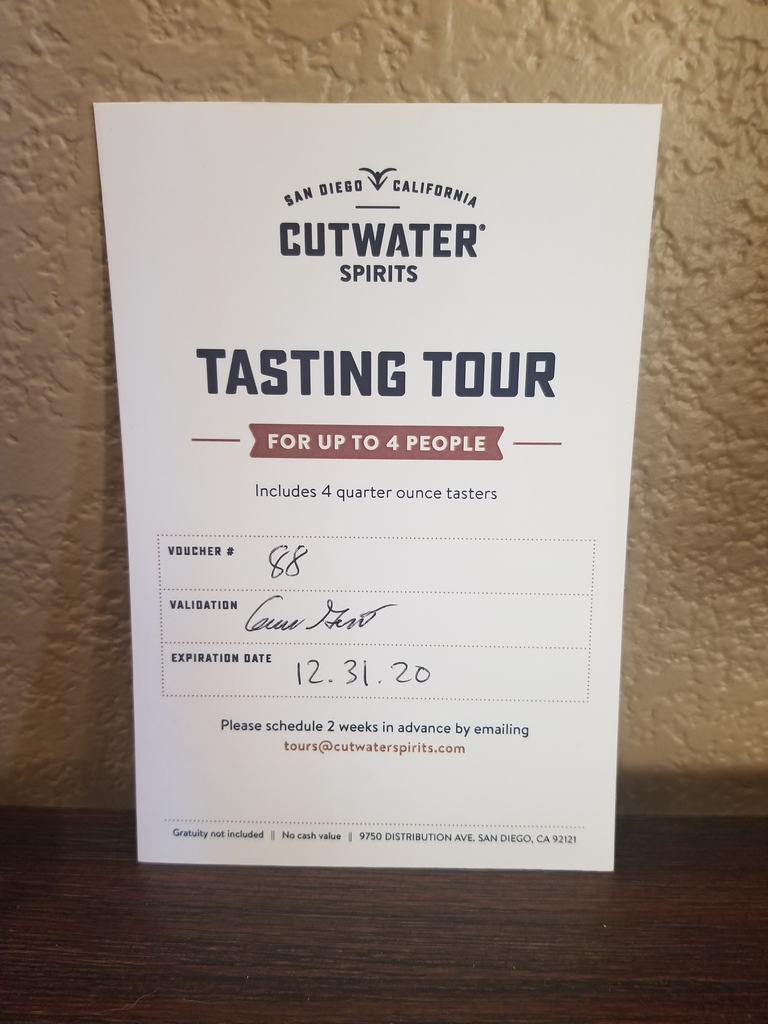 SAN DIEGO CALIFORNIA
CUTWATER®
SPIRITS
TASTING TOUR
FOR UP TO 4 PEOPLE
Includes 4 quarter ounce tasters
VOUCHER # 88
VALIDATION
EXPIRATION DATE 12.31.20
Please schedule 2 weeks in advance by emailing
tours@cutwaterspirits.com
Gratuity not included || No cash value || 9750 DISTRIBUTION AVE. SAN DIEGO, CA 92121